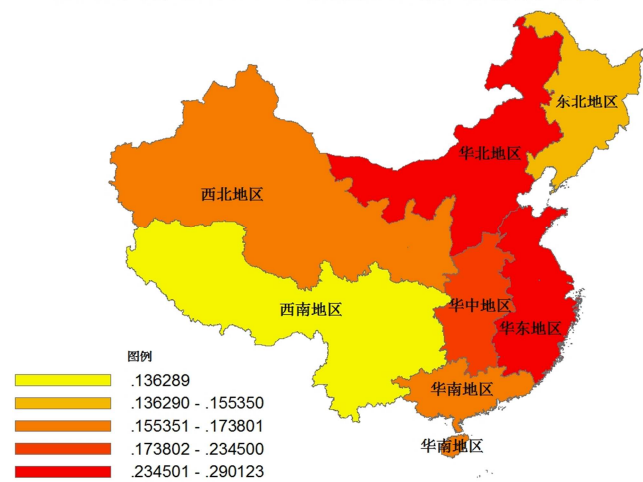 东北地区
华北地区
西北地区
西南地区
华中地区
华东地区
华南地区
华南地区
图例
.136289
.136290 - .155350
.155351 - .173801
.173802 - .234500
.234501 - .290123